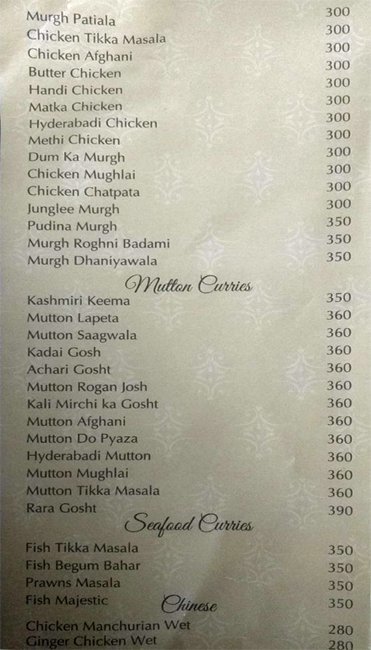 Murgh Patiala 300
Chicken Tikka Masala 300
Chicken Afghani 300
Butter Chicken 300
Handi Chicken 300
Matka Chicken 300
Hyderabadi Chicken 300
Methi Chicken 300
Dum Ka Murgh 300
Chicken Mughlai 300
Chicken Chatpata 300
Junglee Murgh 300
Pudina Murgh 350
Murgh Roghni Badami 350
Murgh Dhaniyawala 350
Mutton Curries
Kashmiri Keema 350
Mutton Lapeta 360
Mutton Saagwala 360
Kadai Gosh 360
Achari Gosht 360
Mutton Rogan Josh 360
Kali Mirchi ka Gosht 360
Mutton Afghani 360
Mutton Do Pyaza 360
Hyderabadi Mutton 360
Mutton Mughlai 360
Mutton Tikka Masala 360
Rara Gosht 390
Seafood Curries
Fish Tikka Masala 350
Fish Begum Bahar 350
Prawns Masala 350
Fish Majestic 350
Chinese
Chicken Manchurian Wet 280
Ginger Chicken Wet 280